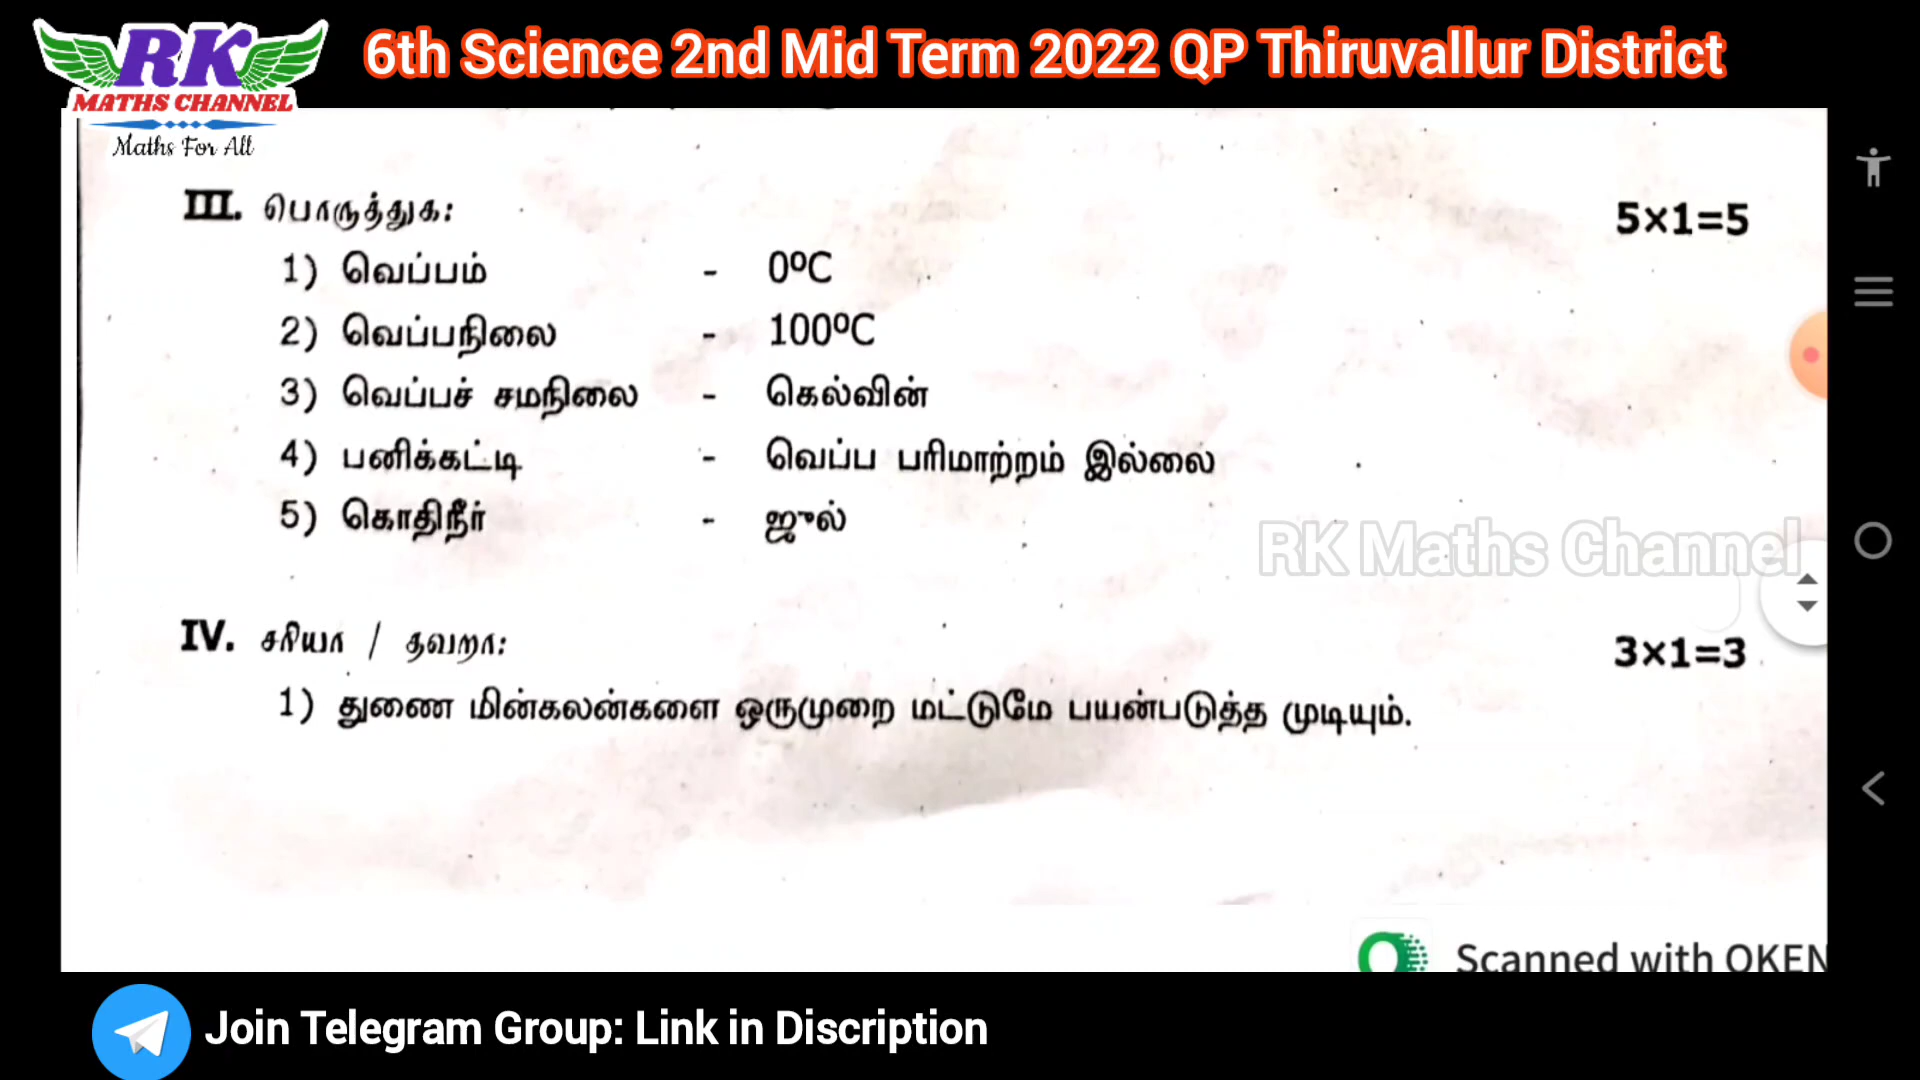 RK
MATHS CHANNEL
Maths For All
6th Science 2nd Mid Term 2022 QP Thiruvallur District
III. பொருத்துக: 5×1=5
1) வெப்பம் - 0ºC
2) வெப்பநிலை - 100ºC
3) வெப்பச் சமநிலை - கெல்வின்
4) பனிக்கட்டி - வெப்ப பரிமாற்றம் இல்லை
5) கொதிநீர் - ஜுல்
RK Maths Channel
IV. சரியா / தவறா: 3×1=3
1) துணை மின்கலன்களை ஒருமுறை மட்டுமே பயன்படுத்த முடியும்.
Scanned with OKEN
Join Telegram Group: Link in Discription